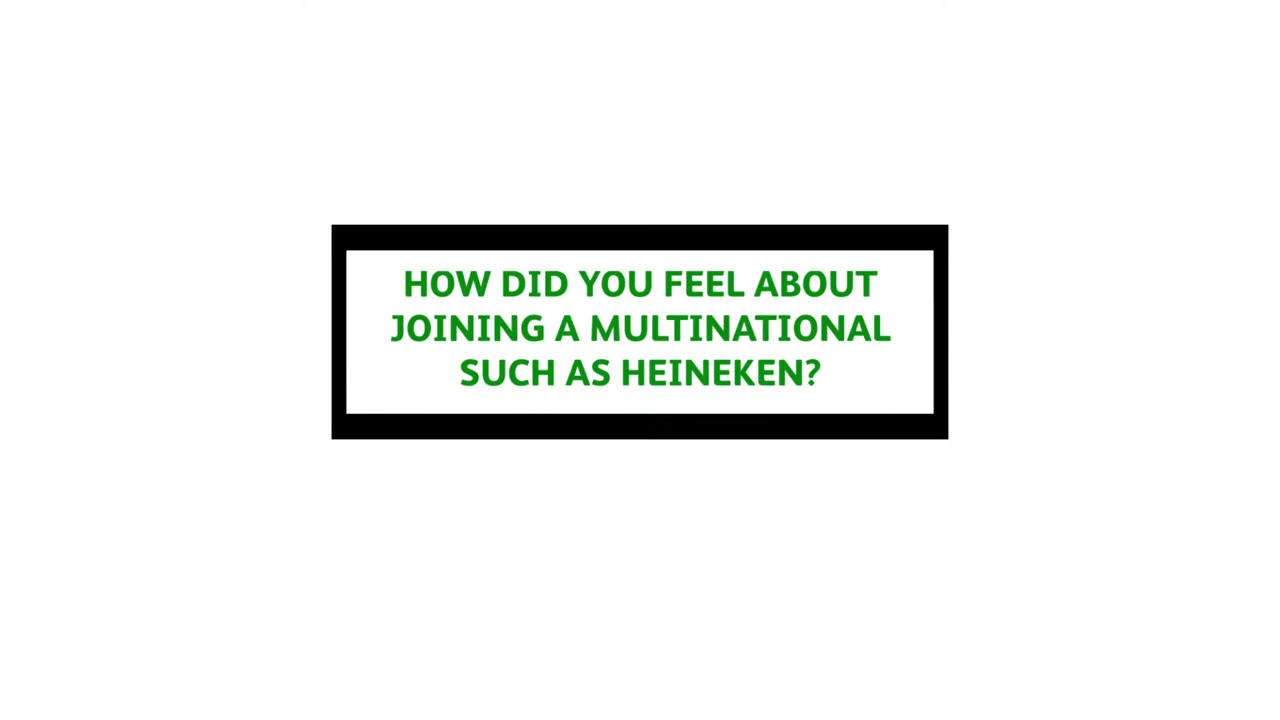 HOW DID YOU FEEL ABOUT
JOINING A MULTINATIONAL
SUCH AS HEINEKEN?